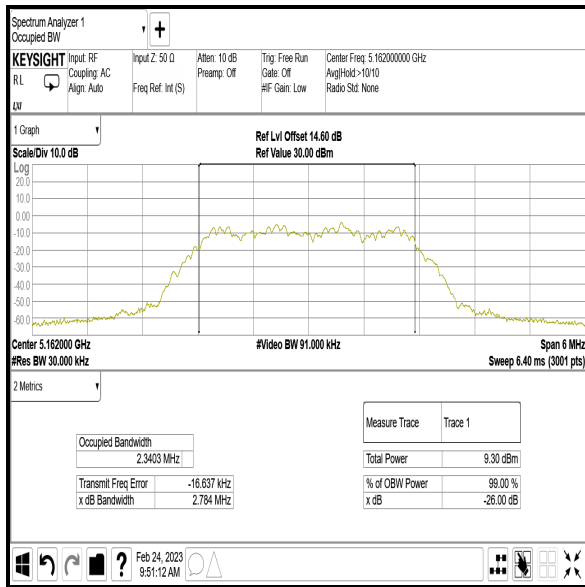 Spectrum Analyzer 1
Occupied BW
+
KEYSIGHT Input: RF Input Z: 50 Ω Atten: 10 dB Trig: Free Run Center Freq: 5.162000000 GHz
RL Coupling: AC Preamp: Off Gate: Off Avg|Hold:>10/10
Align: Auto Freq Ref: Int (S) #IF Gain: Low Radio Std: None
LXI
1 Graph
Ref Lvl Offset 14.60 dB
Scale/Div 10.0 dB Ref Value 30.00 dBm
Log
20.0
10.0
0.00
-10.0
-20.0
-30.0
-40.0
-50.0
-60.0
Center 5.162000 GHz #Video BW 91.000 kHz Span 6 MHz
#Res BW 30.000 kHz Sweep 6.40 ms (3001 pts)
2 Metrics
Measure Trace Trace 1
Occupied Bandwidth
2.3403 MHz Total Power 9.30 dBm
Transmit Freq Error -16.637 kHz % of OBW Power 99.00 %
x dB Bandwidth 2.784 MHz x dB -26.00 dB
? Feb 24, 2023
9:51:12 AM